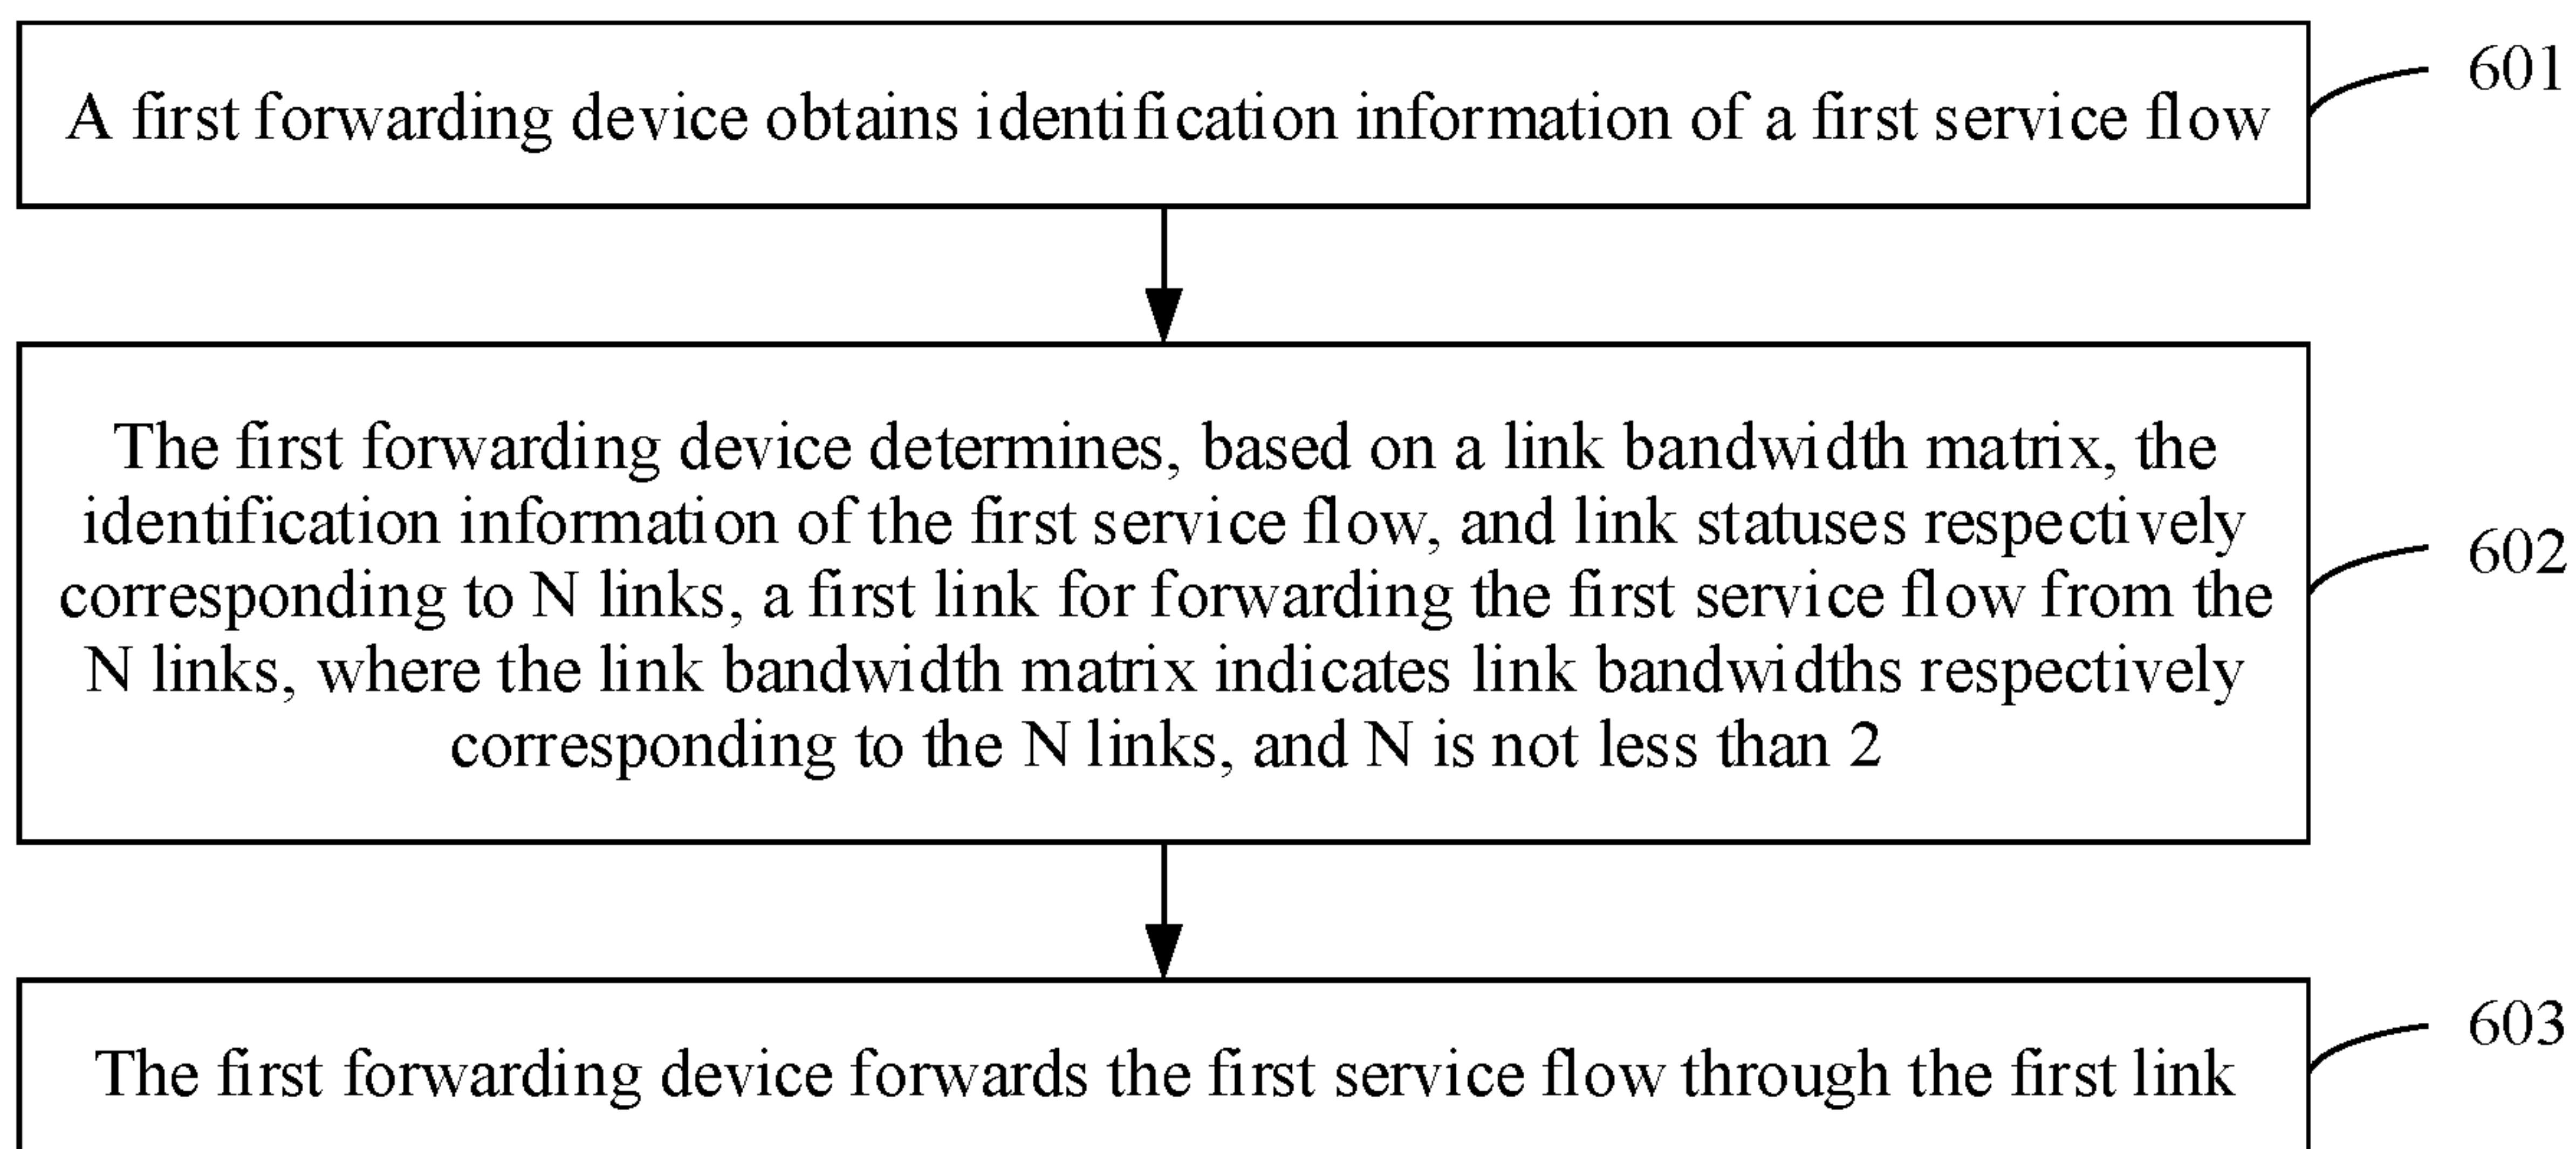 A first forwarding device obtains identification information of a first service flow
601
The first forwarding device determines, based on a link bandwidth matrix, the
identification information of the first service flow, and link statuses respectively
corresponding to N links, a first link for forwarding the first service flow from the
N links, where the link bandwidth matrix indicates link bandwidths respectively
corresponding to the N links, and N is not less than 2
602
The first forwarding device forwards the first service flow through the first link
603